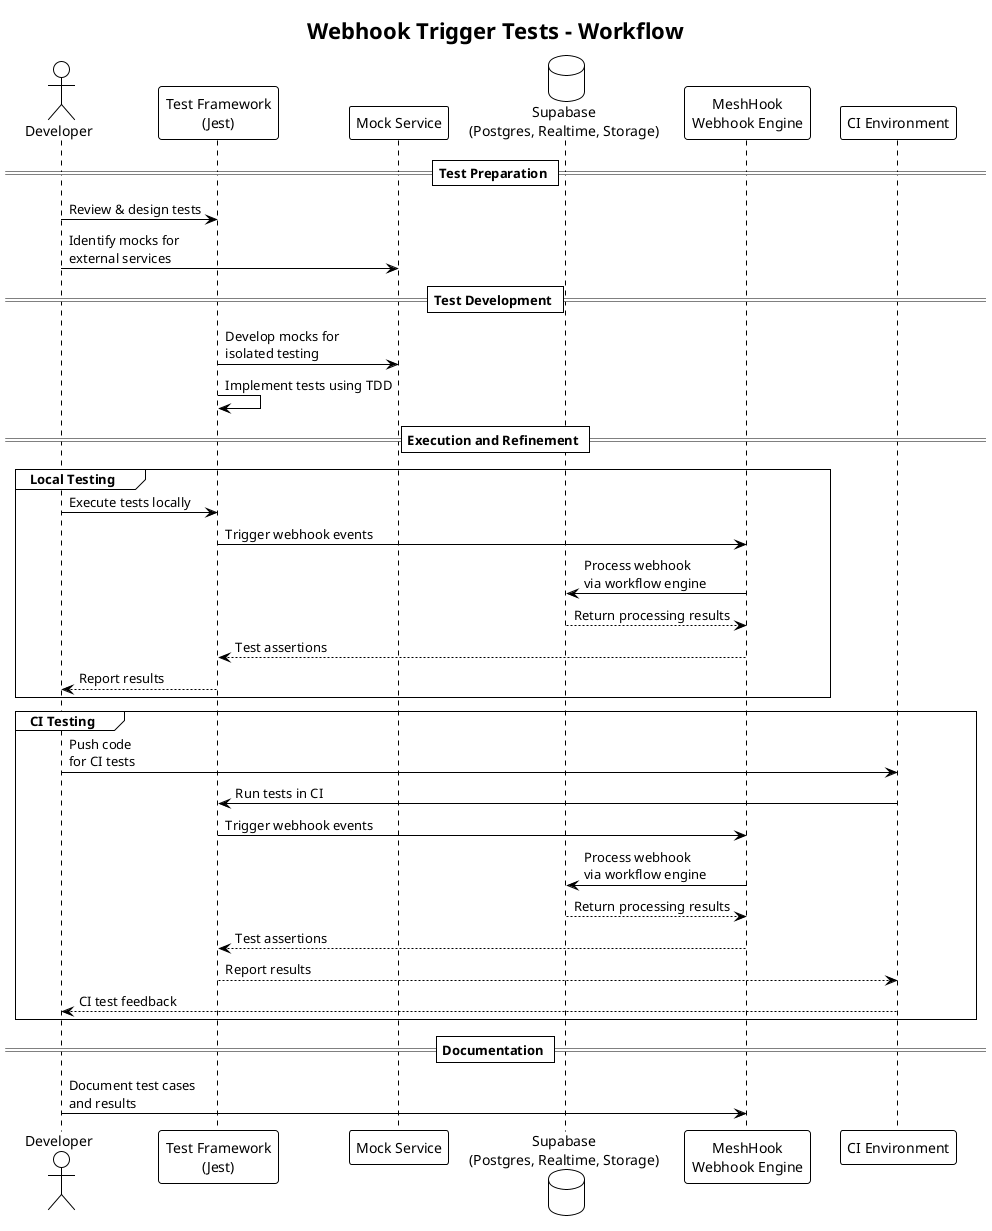 Webhook Trigger Tests - Workflow
Developer
Test Framework
(Jest)
Mock Service
Supabase
(Postgres, Realtime, Storage)
MeshHook
Webhook Engine
CI Environment
Test Preparation
Review & design tests
Identify mocks for
external services
Test Development
Develop mocks for
isolated testing
Implement tests using TDD
Execution and Refinement
Local Testing
Execute tests locally
Trigger webhook events
Process webhook
via workflow engine
Return processing results
Test assertions
Report results
CI Testing
Push code
for CI tests
Run tests in CI
Trigger webhook events
Process webhook
via workflow engine
Return processing results
Test assertions
Report results
CI test feedback
Documentation
Document test cases
and results
Developer
Test Framework
(Jest)
Mock Service
Supabase
(Postgres, Realtime, Storage)
MeshHook
Webhook Engine
CI Environment